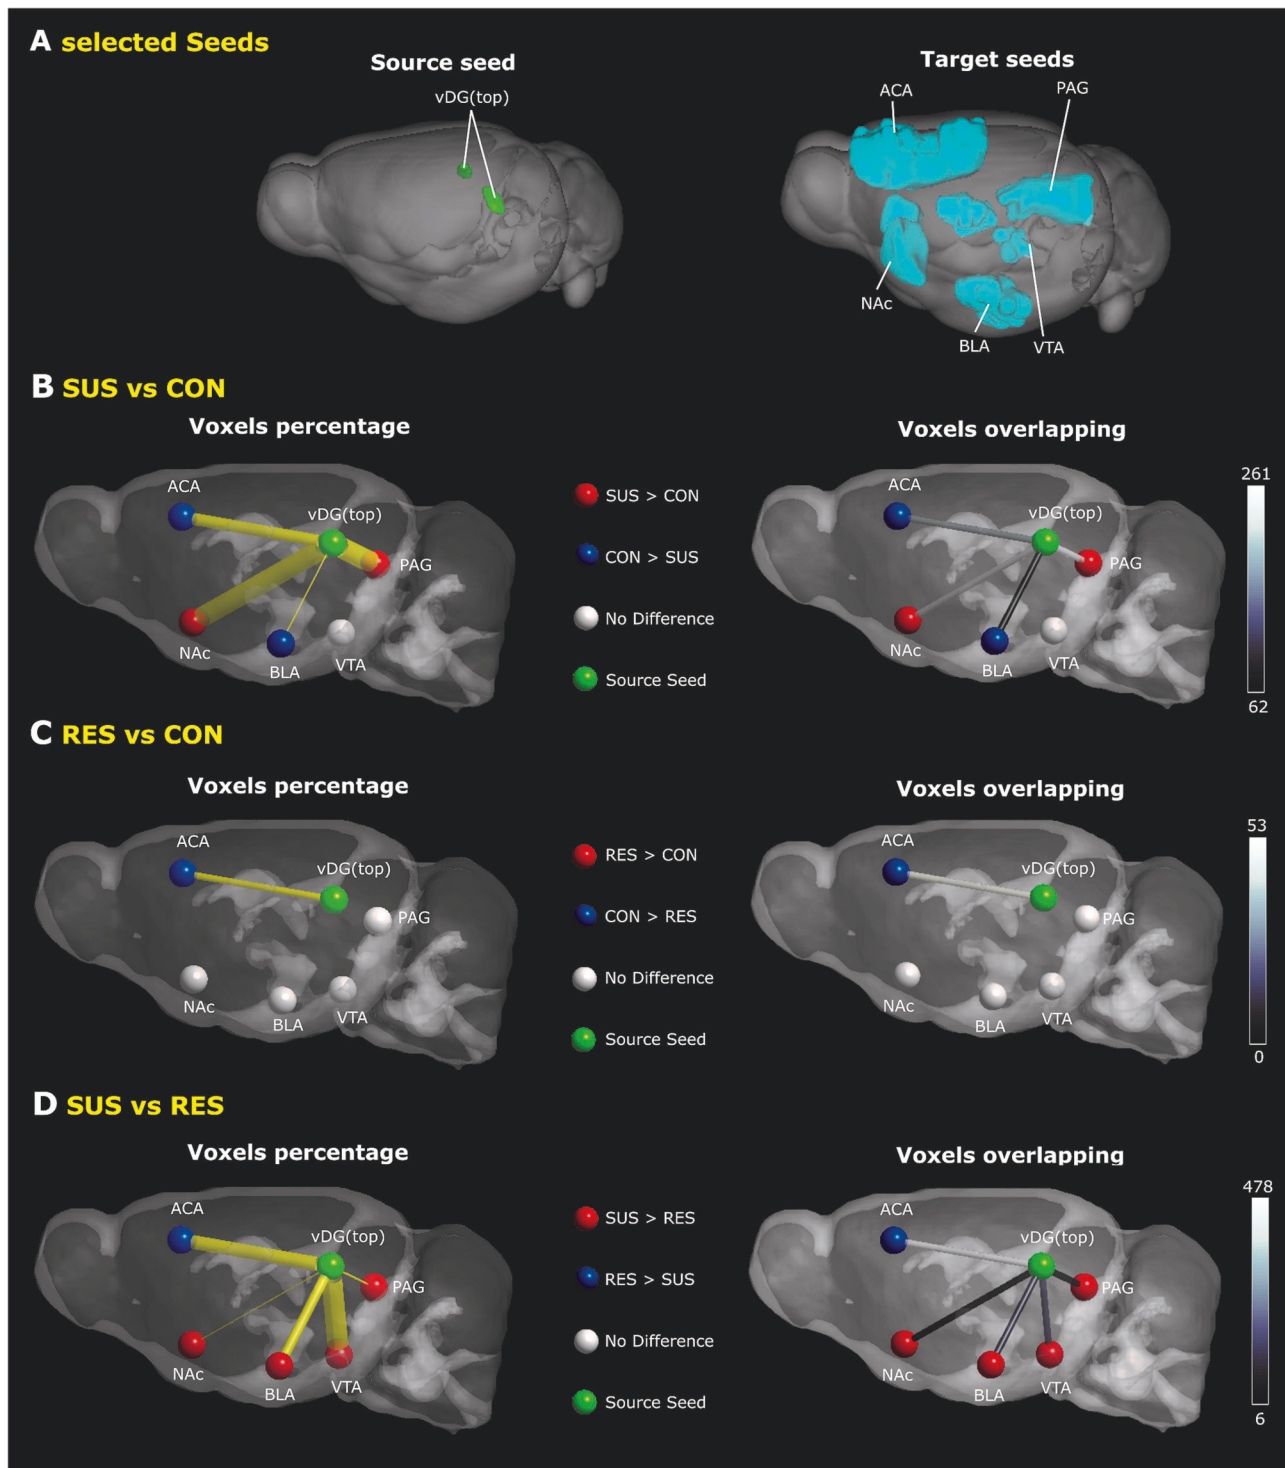 A selected Seeds
Source seed
Target seeds
vDG(top)
ACA
PAG
NAc
BLA
VTA
B SUS vs CON
Voxels percentage
Voxels overlapping
ACA
vDG(top)
PAG
NAc
BLA
VTA
SUS > CON
CON > SUS
No Difference
Source Seed
ACA
vDG(top)
PAG
NAc
BLA
VTA
261
62
C RES vs CON
Voxels percentage
Voxels overlapping
ACA
vDG(top)
PAG
NAc
BLA
VTA
RES > CON
CON > RES
No Difference
Source Seed
ACA
vDG(top)
PAG
NAc
BLA
VTA
53
0
D SUS vs RES
Voxels percentage
Voxels overlapping
ACA
vDG(top)
PAG
NAc
BLA
VTA
SUS > RES
RES > SUS
No Difference
Source Seed
ACA
vDG(top)
PAG
NAc
BLA
VTA
478
6